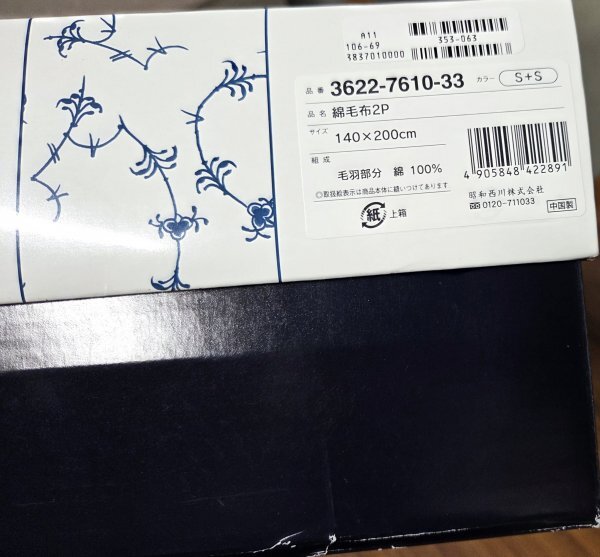 A11
106-69 353-063
3837010000
品番 3622-7610-33 カラー S+S
品名 綿毛布2P
サイズ 140×200cm
組成 毛羽部分 綿 100%
◎取扱絵表示は商品本体に縫いつけてあります
紙 上箱
4905848422891
昭和西川株式会社
0120-711033
中国製